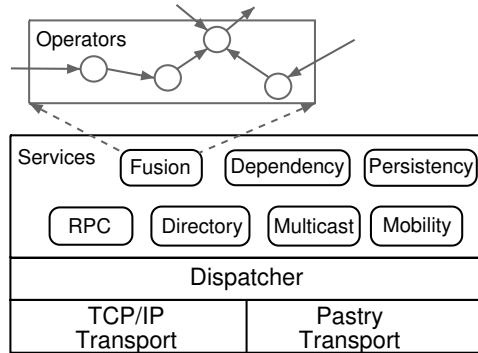 Operators
Services
Fusion
Dependency
Persistency
RPC
Directory
Multicast
Mobility
Dispatcher
TCP/IP
Transport
Pastry
Transport